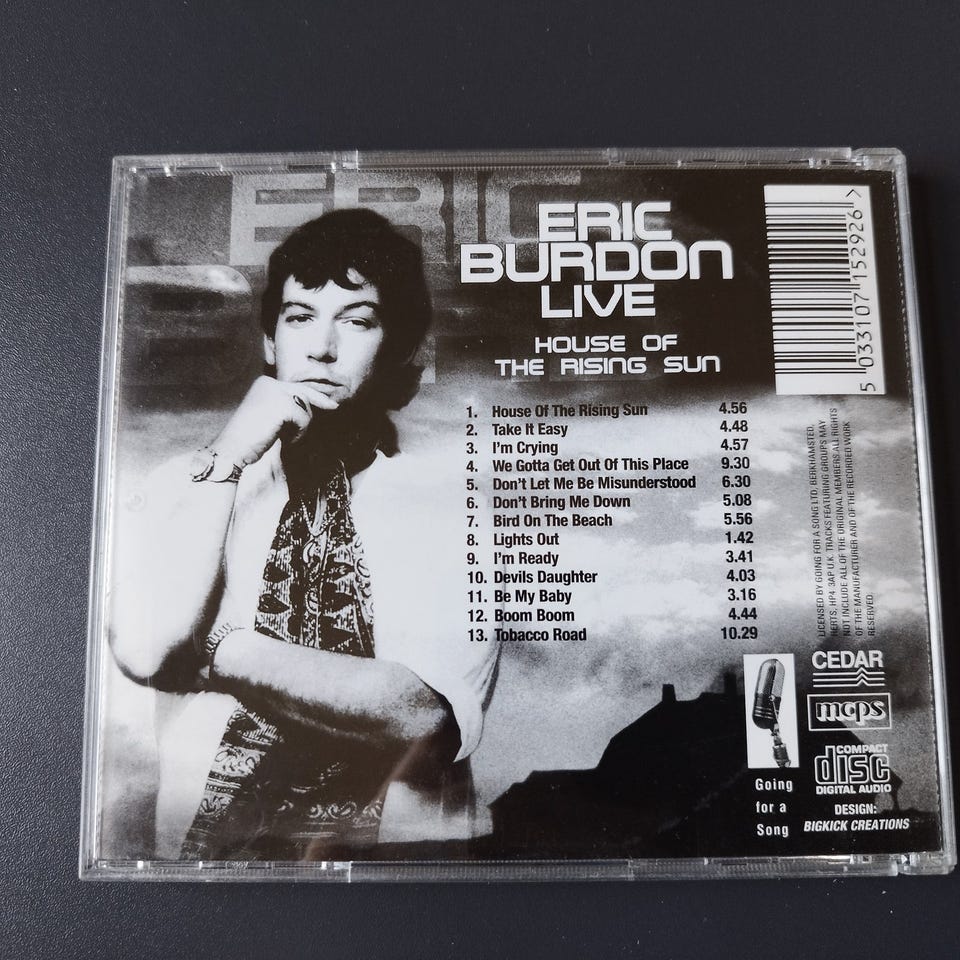 ERIC
ERIC
BURDON
LIVE
HOUSE OF
THE RISING SUN
1. House Of The Rising Sun 4.56
2. Take It Easy 4.48
3. I'm Crying 4.57
4. We Gotta Get Out Of This Place 9.30
5. Don't Let Me Be Misunderstood 6.30
6. Don't Bring Me Down 5.08
7. Bird On The Beach 5.56
8. Lights Out 1.42
9. I'm Ready 3.41
10. Devils Daughter 4.03
11. Be My Baby 3.16
12. Boom Boom 4.44
13. Tobacco Road 10.29
5 033107 152926 >
LICENSED BY GOING FOR A SONG LTD, BERKHAMSTED,
HERTS, HP4 3AP U.K. TRACKS FEATURING GROUPS MAY
NOT INCLUDE ALL OF THE ORIGINAL MEMBERS ALL RIGHTS
OF THE MANUFACTURER AND OF THE RECORDED WORK
RESERVED.
Going
for a
Song
CEDAR
mcps
COMPACT
disc
DIGITAL AUDIO
DESIGN:
BIGKICK CREATIONS